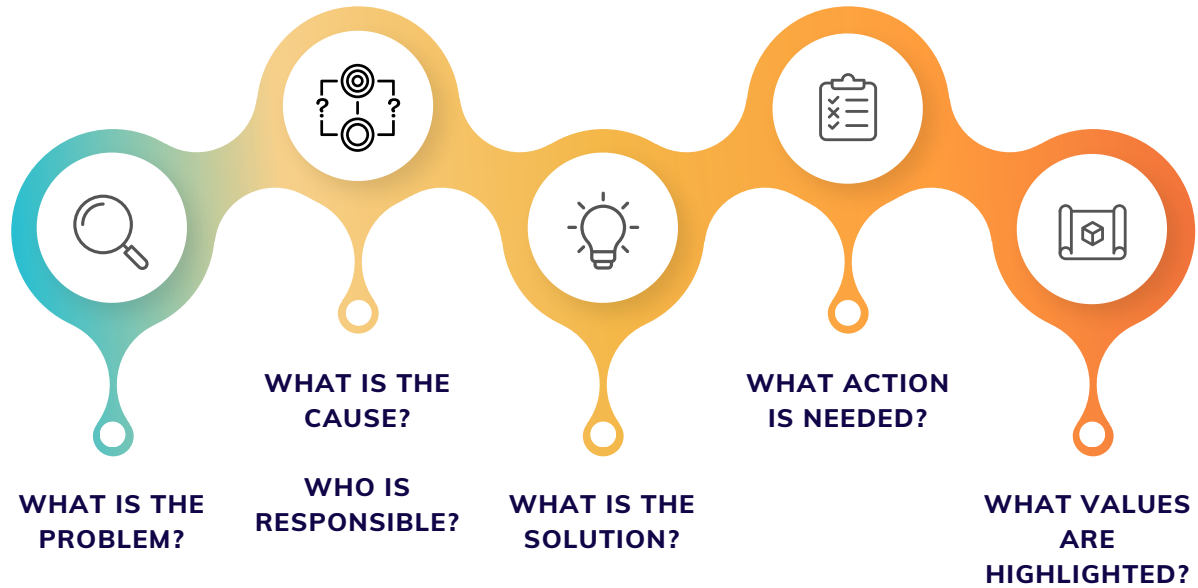 WHAT IS THE
PROBLEM?
WHAT IS THE
CAUSE?
WHO IS
RESPONSIBLE?
WHAT IS THE
SOLUTION?
WHAT ACTION
IS NEEDED?
WHAT VALUES
ARE
HIGHLIGHTED?